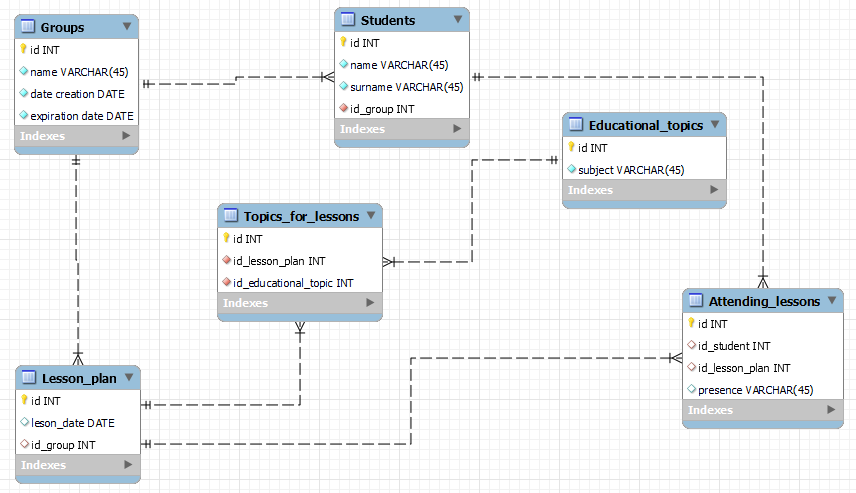 Groups
id INT
name VARCHAR(45)
date creation DATE
expiration date DATE
Indexes
Students
id INT
name VARCHAR(45)
surname VARCHAR(45)
id_group INT
Indexes
Educational_topics
id INT
subject VARCHAR(45)
Indexes
Topics_for_lessons
id INT
id_lesson_plan INT
id_educational_topic INT
Indexes
Attending_lessons
id INT
id_student INT
id_lesson_plan INT
presence VARCHAR(45)
Indexes
Lesson_plan
id INT
leson_date DATE
id_group INT
Indexes